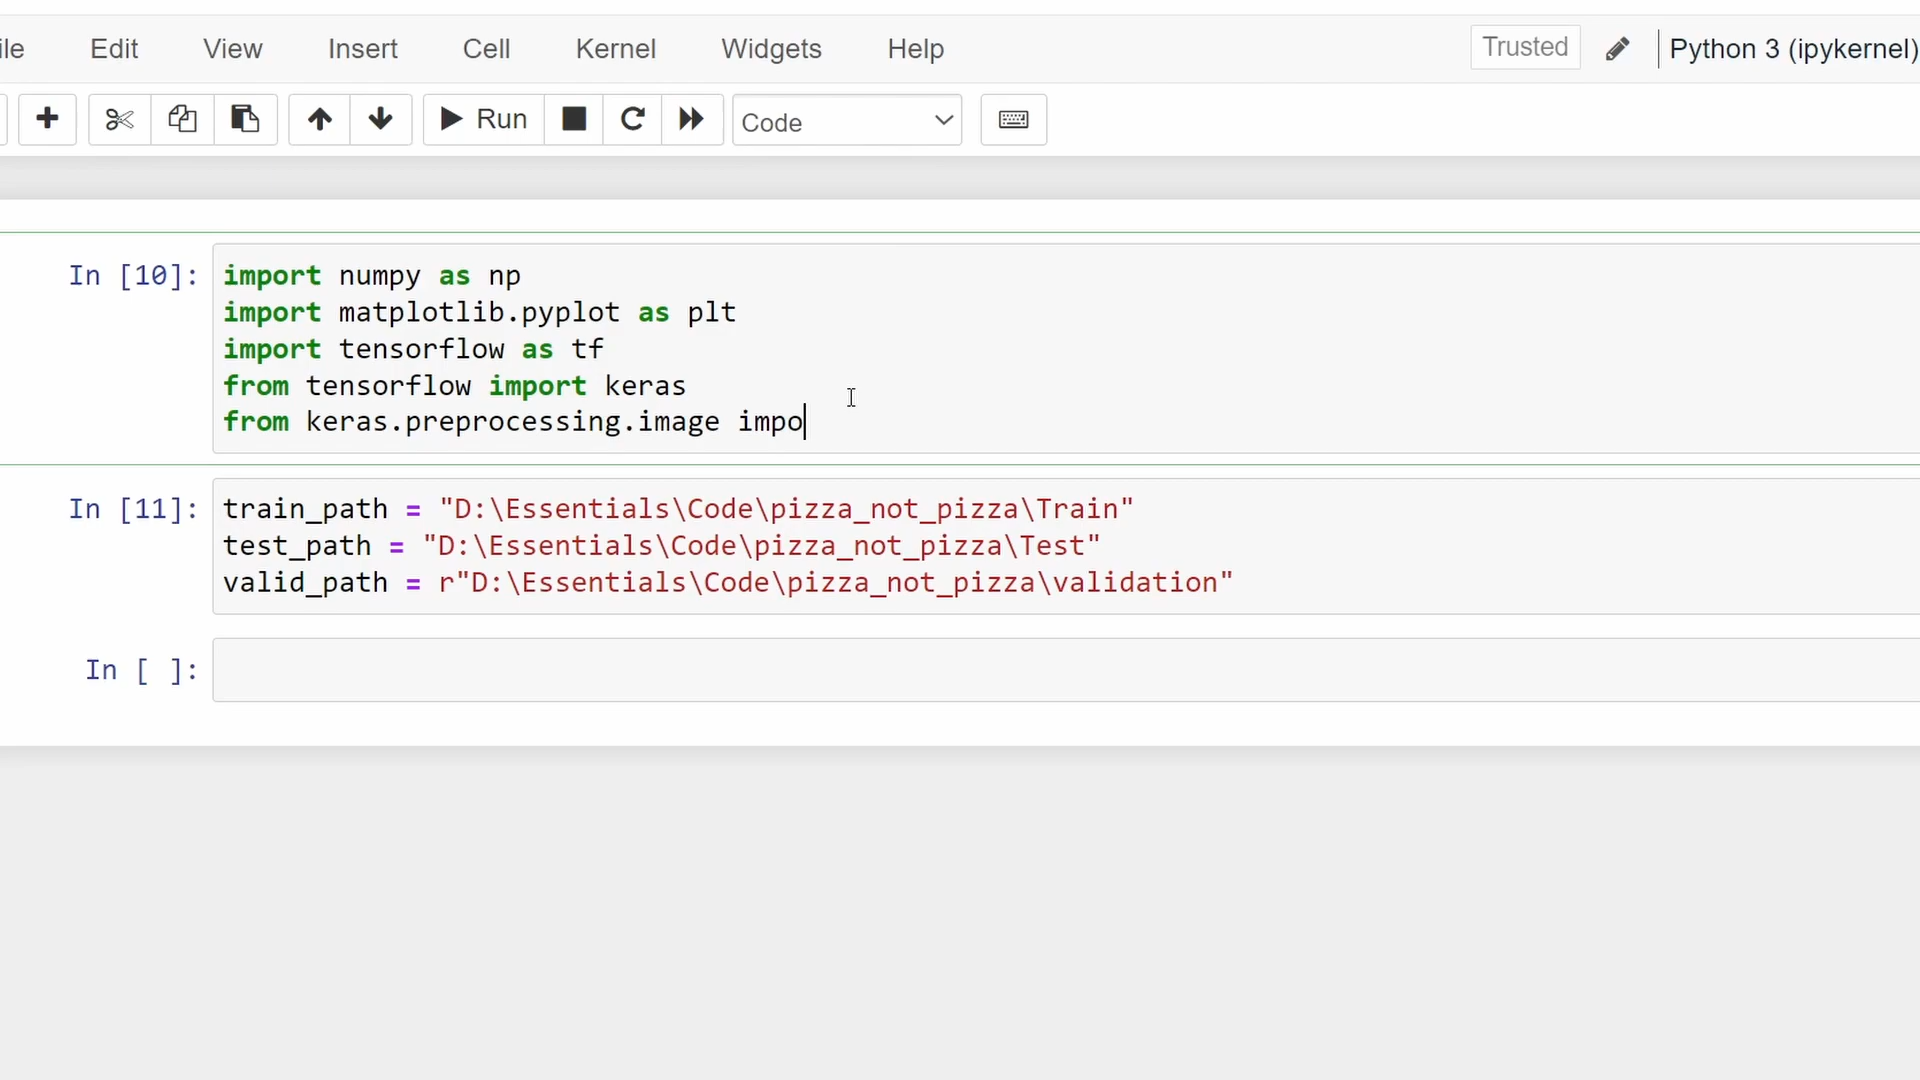 ile Edit View Insert Cell Kernel Widgets Help Trusted Python 3 (ipykernel)
Run Code
In [10]: import numpy as np
import matplotlib.pyplot as plt
import tensorflow as tf
from tensorflow import keras
from keras.preprocessing.image impo
In [11]: train_path = "D:\Essentials\Code\pizza_not_pizza\Train"
test_path = "D:\Essentials\Code\pizza_not_pizza\Test"
valid_path = r"D:\Essentials\Code\pizza_not_pizza\validation"
In [ ]: